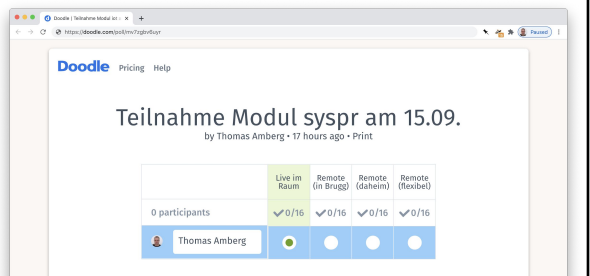 Doodle | Teilnahme Modul syspr
https://doodle.com/poll/mv7zgbv6uyr
Paused
Doodle Pricing Help
Teilnahme Modul syspr am 15.09.
by Thomas Amberg • 17 hours ago • Print
Live im Raum
Remote (in Brugg)
Remote (daheim)
Remote (flexibel)
0 participants 0/16 0/16 0/16 0/16
Thomas Amberg